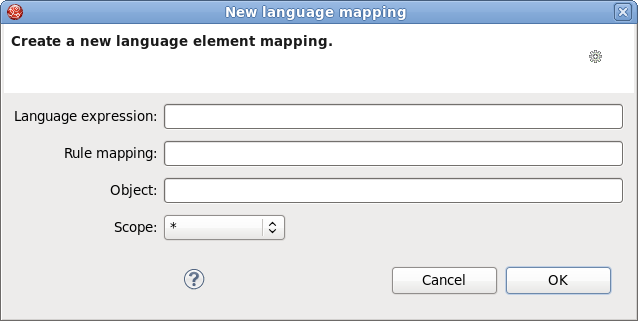 New language mapping
Create a new language element mapping.
Language expression:
Rule mapping:
Object:
Scope: *
?
Cancel OK